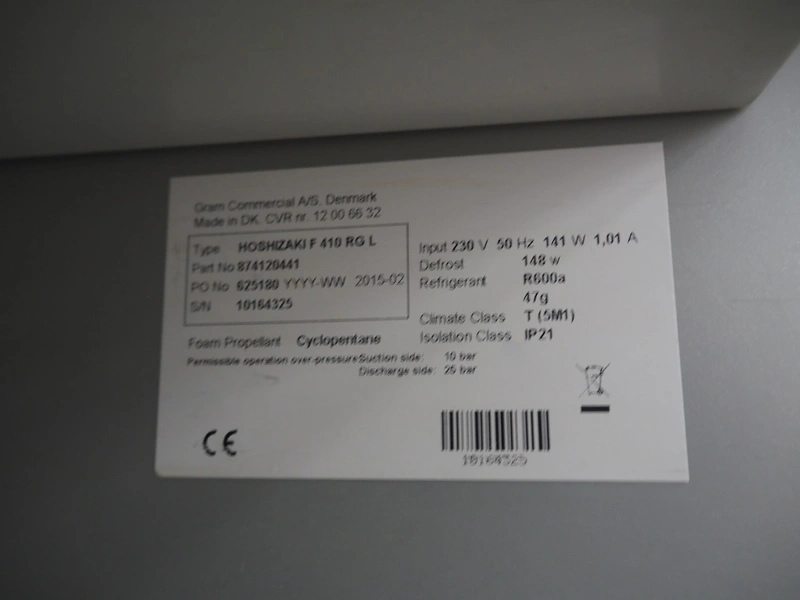 Gram Commercial A/S. Denmark
Made in DK. CVR nr. 12 00 66 32
Type HOSHIZAKI F 410 RG L
Part No 874120441
PO No 625180 YYYY-WW 2015-02
S/N 10164325
Input 230 V 50 Hz 141 W 1,01 A
Defrost 148 w
Refrigerant R600a
47g
Climate Class T (5M1)
Isolation Class IP21
Foam Propellant Cyclopentane
Permissible operation over-pressure: Suction side: 10 bar
Discharge side: 25 bar
CE
10164325